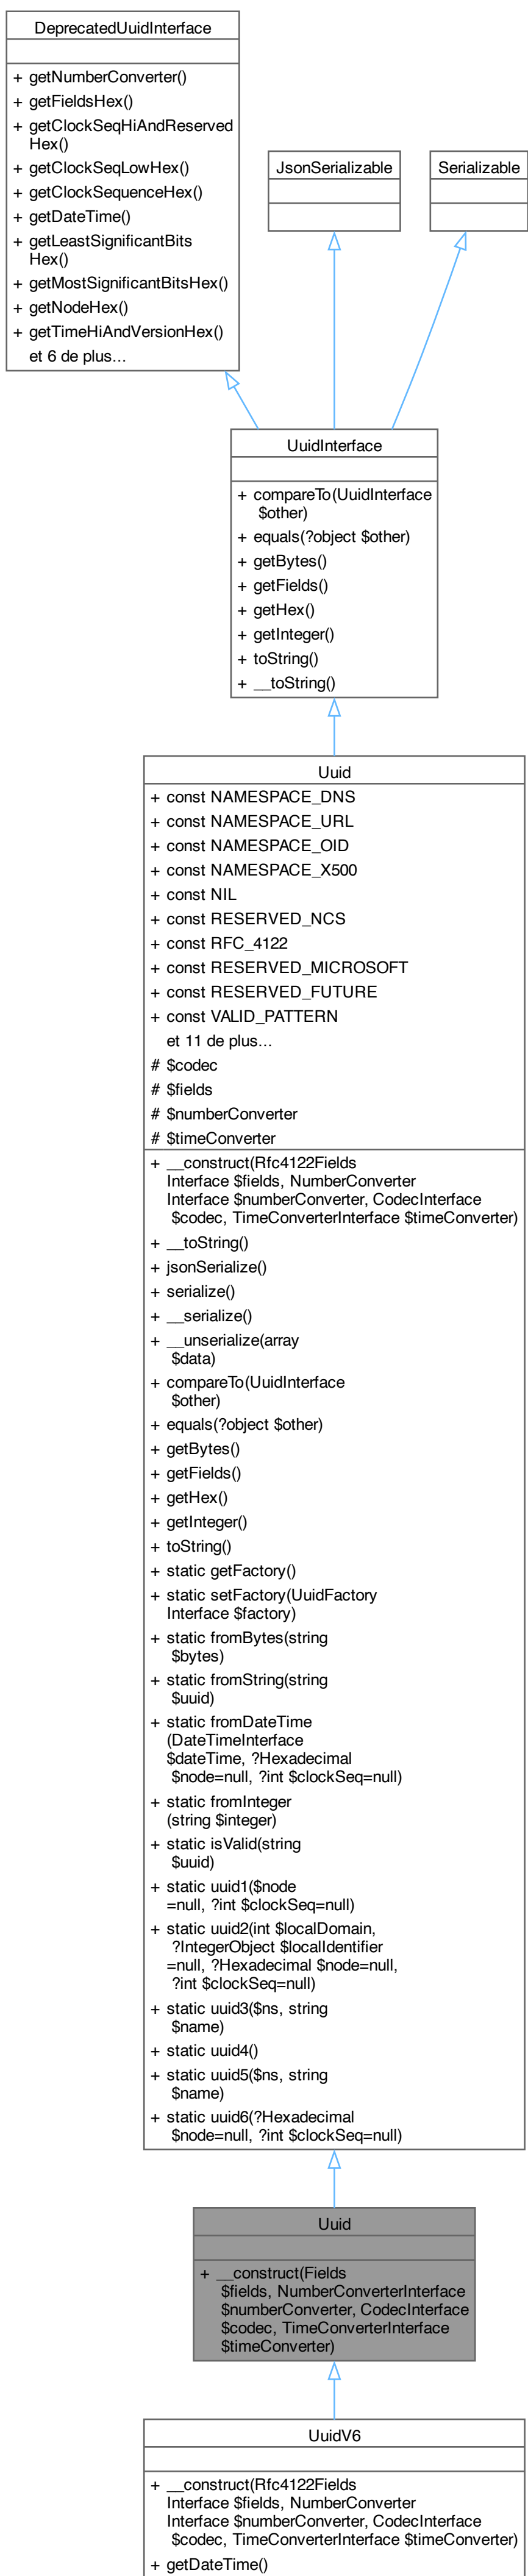 DeprecatedUuidInterface
+ getNumberConverter()
+ getFieldsHex()
+ getClockSeqHiAndReserved
Hex()
+ getClockSeqLowHex()
+ getClockSequenceHex()
+ getDateTime()
+ getLeastSignificantBits
Hex()
+ getMostSignificantBitsHex()
+ getNodeHex()
+ getTimeHiAndVersionHex()
et 6 de plus...
JsonSerializable
Serializable
UuidInterface
+ compareTo(UuidInterface
$other)
+ equals(?object $other)
+ getBytes()
+ getFields()
+ getHex()
+ getInteger()
+ toString()
+ __toString()
Uuid
+ const NAMESPACE_DNS
+ const NAMESPACE_URL
+ const NAMESPACE_OID
+ const NAMESPACE_X500
+ const NIL
+ const RESERVED_NCS
+ const RFC_4122
+ const RESERVED_MICROSOFT
+ const RESERVED_FUTURE
+ const VALID_PATTERN
et 11 de plus...
# $codec
# $fields
# $numberConverter
# $timeConverter
+ __construct(Rfc4122Fields
Interface $fields, NumberConverter
Interface $numberConverter, CodecInterface
$codec, TimeConverterInterface $timeConverter)
+ __toString()
+ jsonSerialize()
+ serialize()
+ __serialize()
+ __unserialize(array
$data)
+ compareTo(UuidInterface
$other)
+ equals(?object $other)
+ getBytes()
+ getFields()
+ getHex()
+ getInteger()
+ toString()
+ static getFactory()
+ static setFactory(UuidFactory
Interface $factory)
+ static fromBytes(string
$bytes)
+ static fromString(string
$uuid)
+ static fromDateTime
(DateTimeInterface
$dateTime, ?Hexadecimal
$node=null, ?int $clockSeq=null)
+ static fromInteger
(string $integer)
+ static isValid(string
$uuid)
+ static uuid1($node
=null, ?int $clockSeq=null)
+ static uuid2(int $localDomain,
?IntegerObject $localIdentifier
=null, ?Hexadecimal $node=null,
?int $clockSeq=null)
+ static uuid3($ns, string
$name)
+ static uuid4()
+ static uuid5($ns, string
$name)
+ static uuid6(?Hexadecimal
$node=null, ?int $clockSeq=null)
Uuid
+ __construct(Fields
$fields, NumberConverterInterface
$numberConverter, CodecInterface
$codec, TimeConverterInterface
$timeConverter)
UuidV6
+ __construct(Rfc4122Fields
Interface $fields, NumberConverter
Interface $numberConverter, CodecInterface
$codec, TimeConverterInterface $timeConverter)
+ getDateTime()